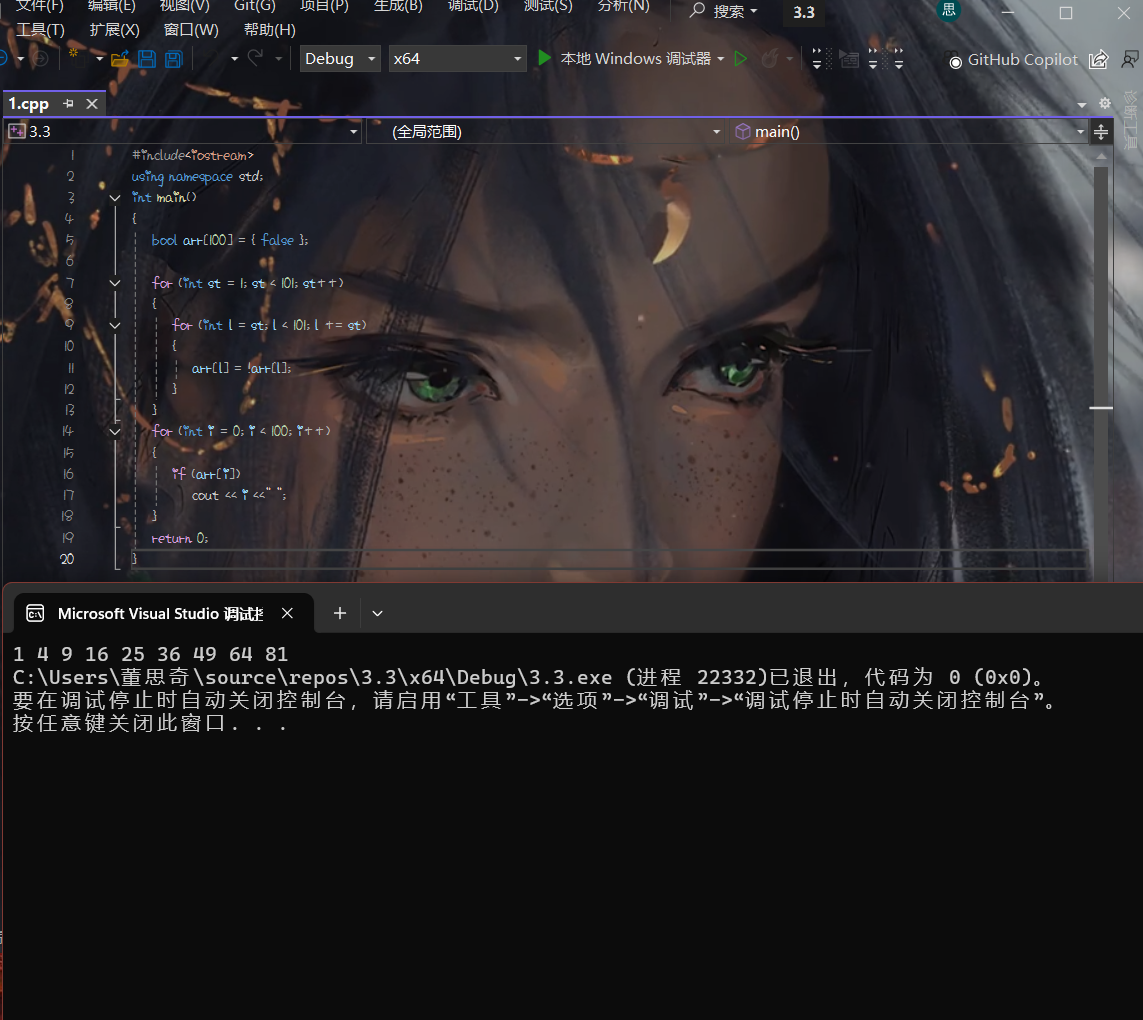 文件(F) 编辑(E) 视图(V) Git(G) 项目(P) 生成(B) 调试(D) 测试(S) 分析(N) 搜索 3.3 思
工具(T) 扩展(X) 窗口(W) 帮助(H)
Debug x64 本地 Windows 调试器 GitHub Copilot
1.cpp
诊断工具
3.3 (全局范围) main()
1 #include<iostream>
2 using namespace std;
3 int main()
4 {
5 bool arr[100] = { false };
6
7 for (int st = 1; st < 101; st++)
8 {
9 for (int l = st; l < 101; l += st)
10 {
11 arr[l] = !arr[l];
12 }
13 }
14 for (int i = 0; i < 100; i++)
15 {
16 if (arr[i])
17 cout << i <<" ";
18 }
19 return 0;
20 }
Microsoft Visual Studio 调试
1 4 9 16 25 36 49 64 81
C:\Users\董思奇\source\repos\3.3\x64\Debug\3.3.exe (进程 22332)已退出，代码为 0 (0x0)。
要在调试停止时自动关闭控制台，请启用“工具”->“选项”->“调试”->“调试停止时自动关闭控制台”。
按任意键关闭此窗口. . .